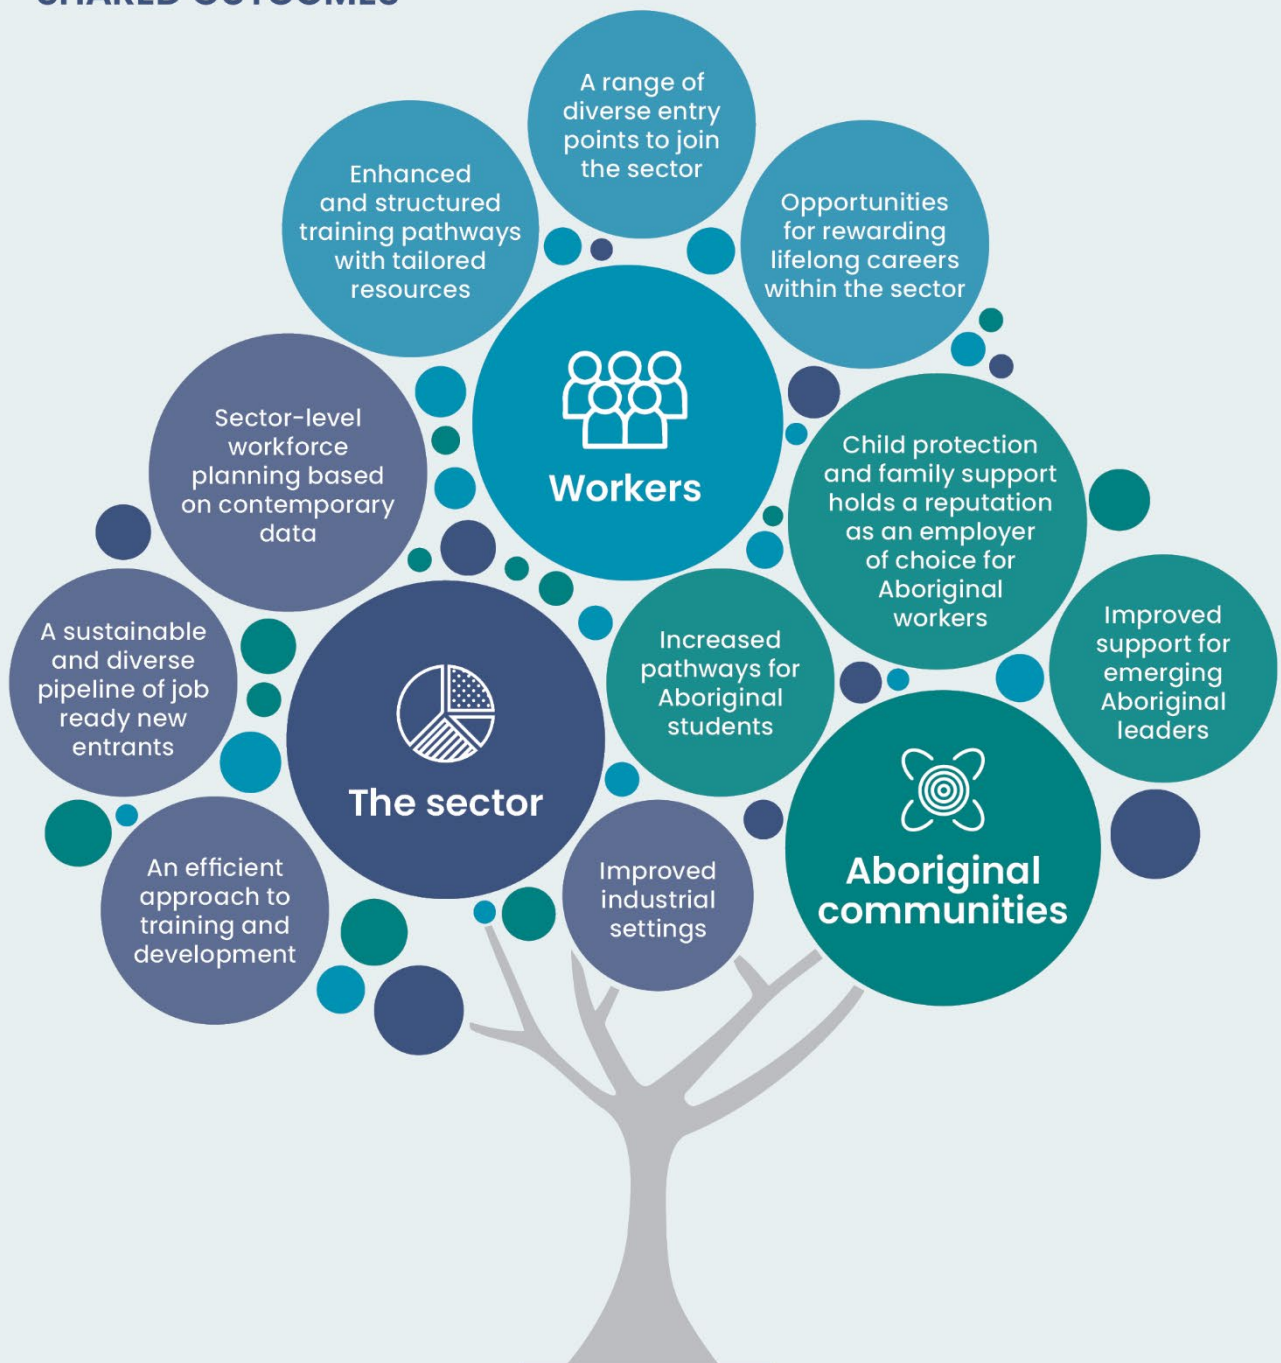 SHARED OUTCOMES
A range of
diverse entry
points to join
the sector
Enhanced
and structured
training pathways
with tailored
resources
Opportunities
for rewarding
lifelong careers
within the sector
Workers
Sector-level
workforce
planning based
on contemporary
data
Child protection
and family support
holds a reputation
as an employer
of choice for
Aboriginal
workers
A sustainable
and diverse
pipeline of job
ready new
entrants
Increased
pathways for
Aboriginal
students
Improved
support for
emerging
Aboriginal
leaders
The sector
An efficient
approach to
training and
development
Improved
industrial
settings
Aboriginal
communities